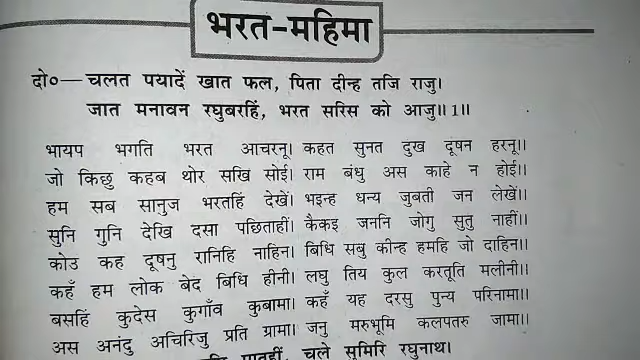 भरत-महिमा
दो०— चलत पयादें खात फल, पिता दीन्ह तजि राजु।
जात मनावन रघुबरहिं, भरत सरिस को आजु॥1॥
भायप भगति भरत आचरनू। कहत सुनत दुख दूषन हरनू॥
जो किछु कहब थोर सखि सोई। राम बंधु अस काहे न होई॥
हम सब सानुज भरतहिं देखें। भइन्ह धन्य जुबती जन लेखें॥
सुनि गुनि देखि दसा पछिताहीं। कैकइ जननि जोगु सुतु नाहीं॥
कोउ कह दूषनु रानिहि नाहिन। बिधि सबु कीन्ह हमहि जो दाहिन॥
कहँ हम लोक बेद बिधि हीनी। लघु तिय कुल करतूति मलीनी॥
बसहिं कुदेस कुगाँव कुबामा। कहँ यह दरसु पुन्य परिनामा॥
अस अनंदु अचिरिजु प्रति ग्रामा। जनु मरुभूमि कलपतरु जामा॥
चले सुमिरि रघुनाथ।